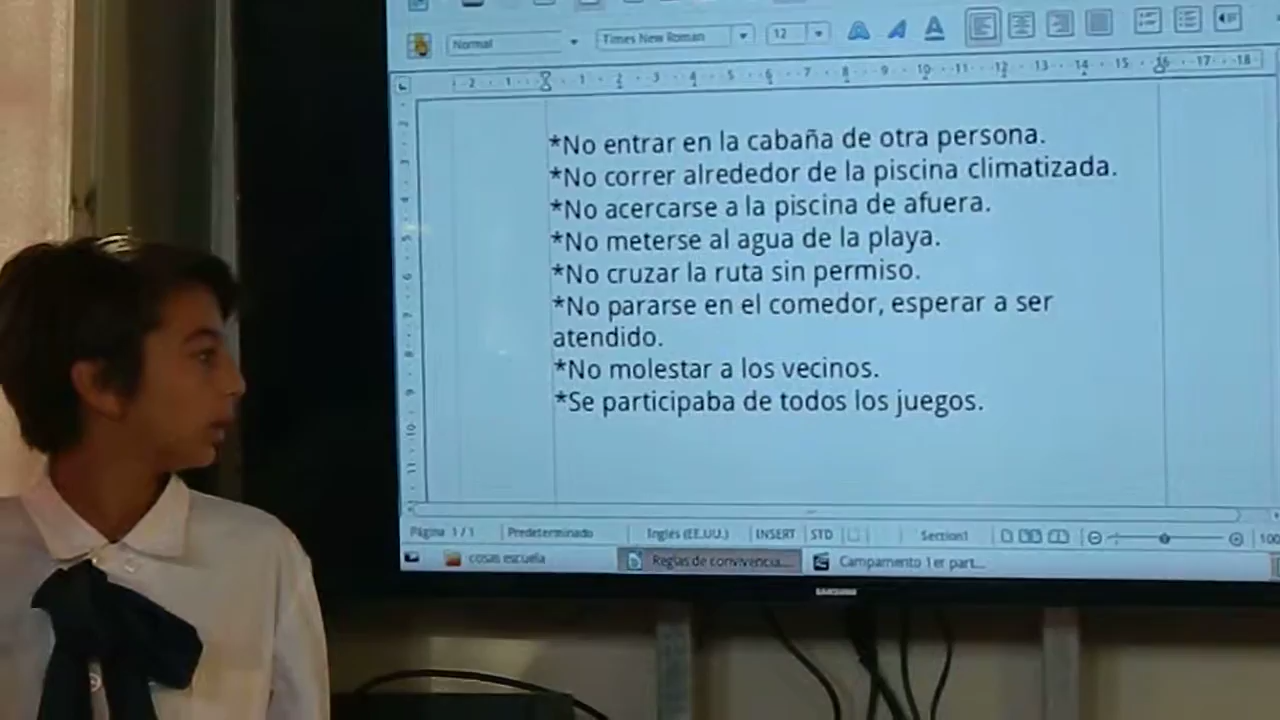 Normal
Times New Roman
12
*No entrar en la cabaña de otra persona.
*No correr alrededor de la piscina climatizada.
*No acercarse a la piscina de afuera.
*No meterse al agua de la playa.
*No cruzar la ruta sin permiso.
*No pararse en el comedor, esperar a ser
atendido.
*No molestar a los vecinos.
*Se participaba de todos los juegos.
Página 1 / 1 Predeterminado Inglés (EE.UU.) INSERT STD Section1 100
cosas escuela Reglas de convivencia... Campamento 1er part...
SAMSUNG